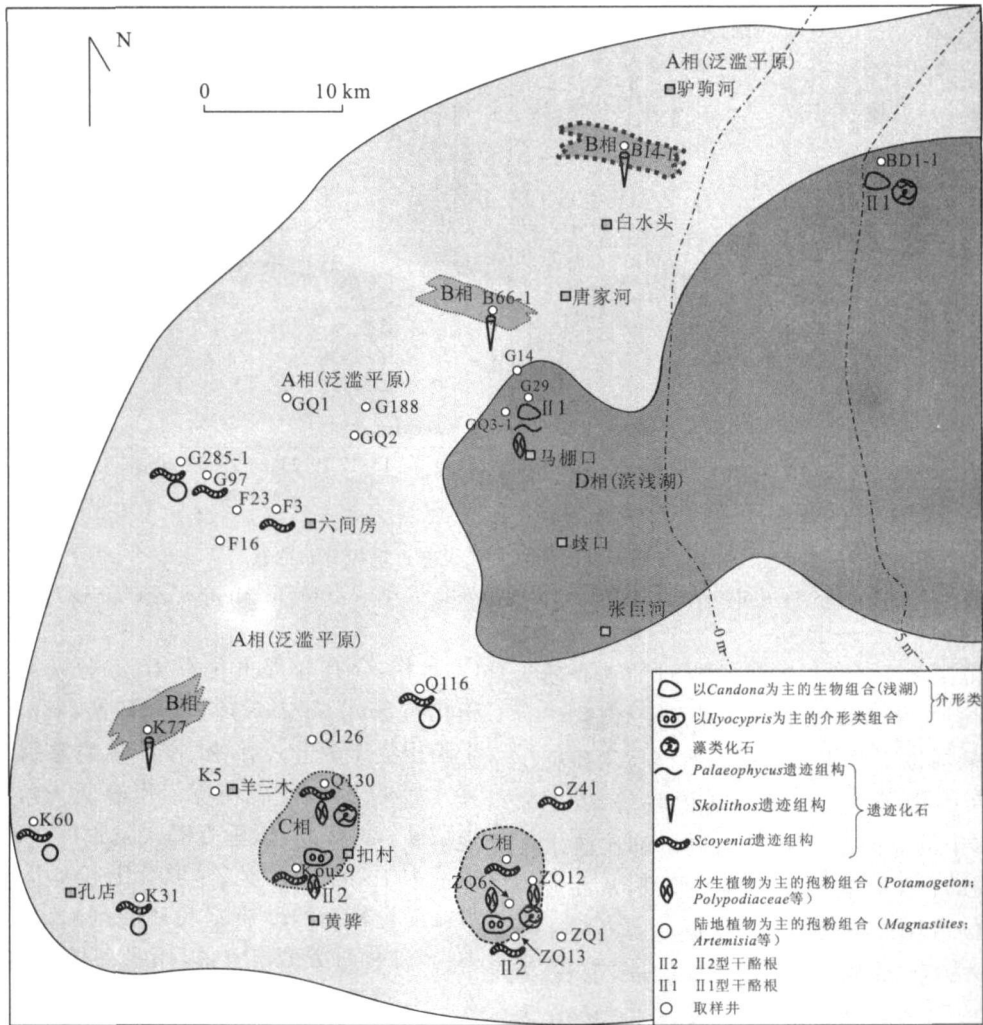 N
0 10 km
A相(泛滥平原)
驴驹河
B相 B14-1
BD1-1
II1
白水头
B相 B66-1
唐家河
G14
A相(泛滥平原)
G29
GQ1
G188
II1
GQ3-1
GQ2
马棚口
G285-1
G97
D相(滨浅湖)
F23
F3
六间房
F16
歧口
张巨河
A相(泛滥平原)
0 m
5 m
Q116
B相
K77
Q126
K5
羊三木
Q130
Z41
K60
C相
C相
扣村
Kou29
ZQ6
ZQ12
孔店
K31
II2
黄骅
ZQ1
ZQ13
II2
以Candona为主的生物组合(浅湖)
以Ilyocypris为主的介形类组合
介形类
藻类化石
Palaeophycus遗迹组构
Skolithos遗迹组构
遗迹化石
Scoyenia遗迹组构
水生植物为主的孢粉组合（Potamogeton;
Polypodiaceae等）
陆地植物为主的孢粉组合（Magnastites;
Artemisia等）
II2 II2型干酪根
II1 II1型干酪根
取样井